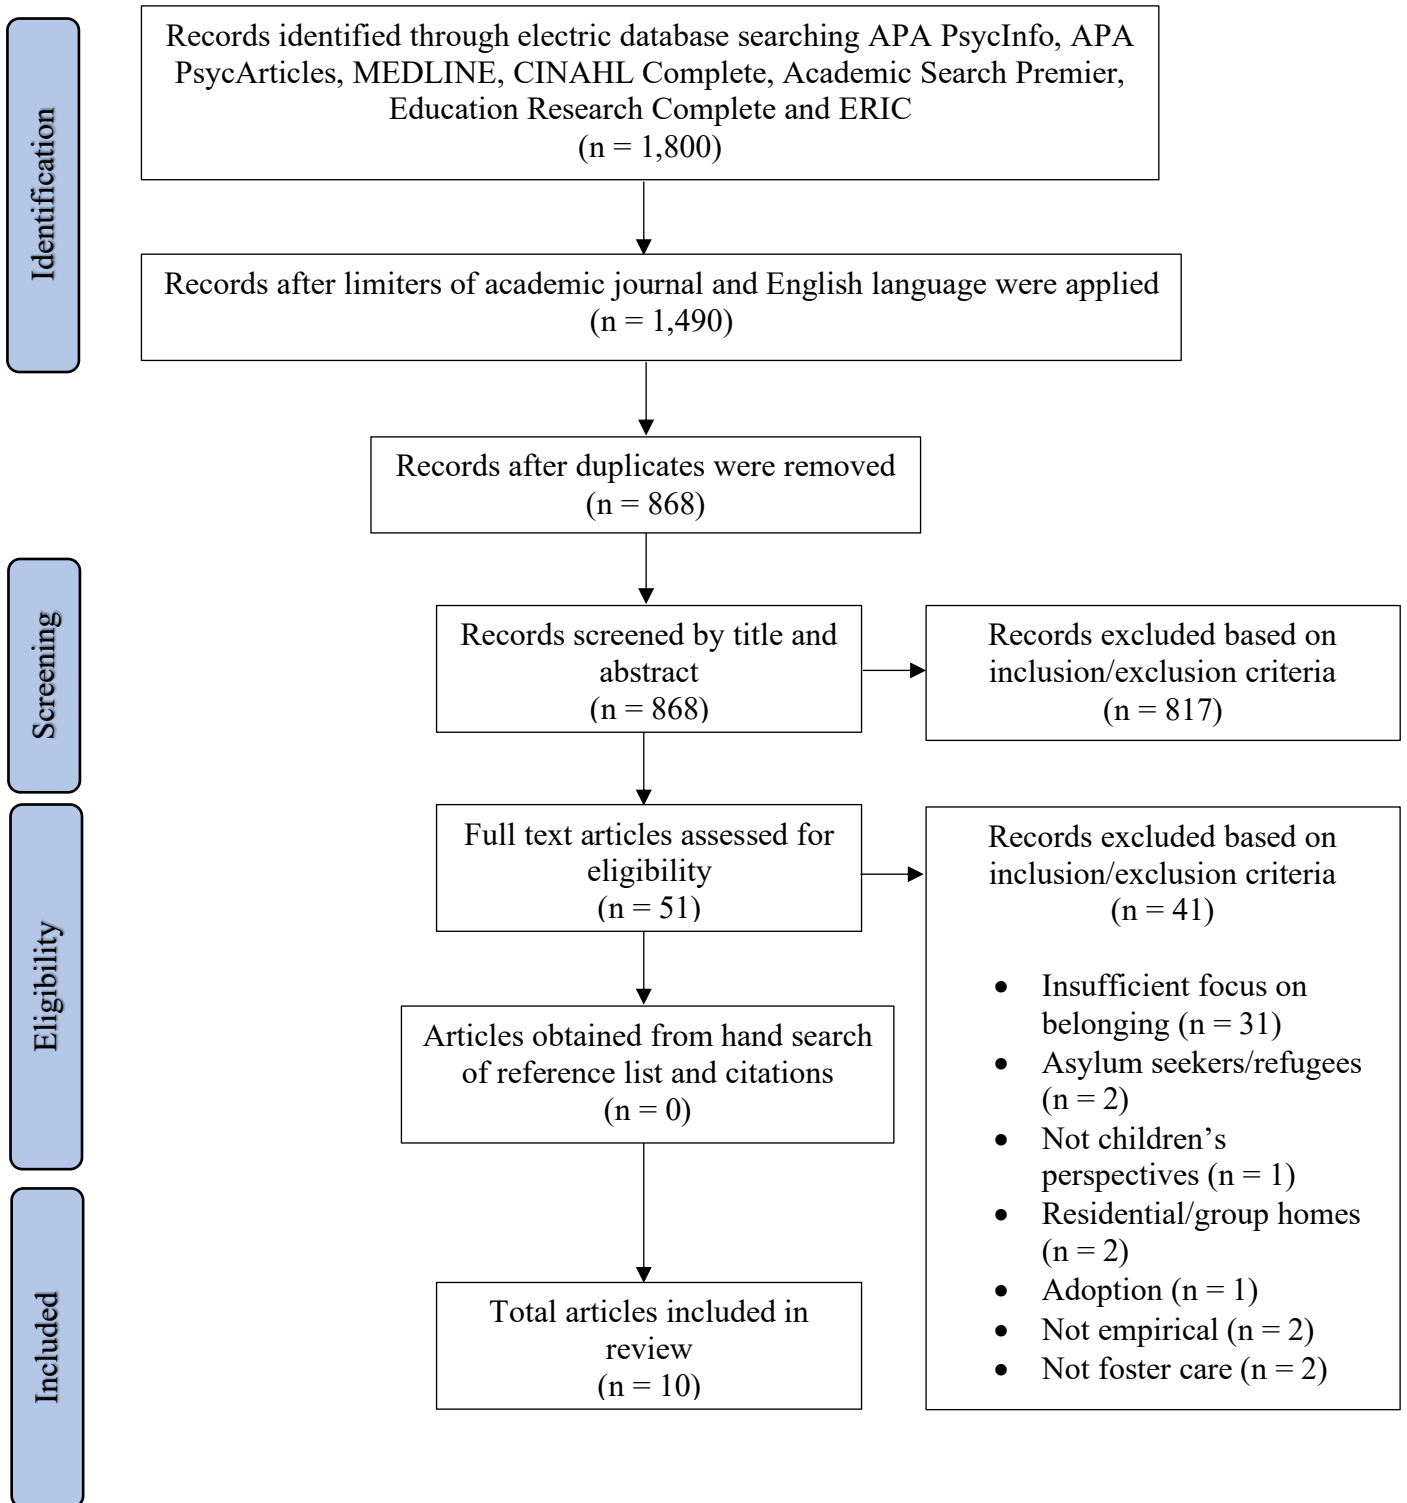 Identification
Records identified through electric database searching APA PsycInfo, APA
PsycArticles, MEDLINE, CINAHL Complete, Academic Search Premier,
Education Research Complete and ERIC
(n = 1,800)
Records after limiters of academic journal and English language were applied
(n = 1,490)
Records after duplicates were removed
(n = 868)
Screening
Records screened by title and
abstract
(n = 868)
Records excluded based on
inclusion/exclusion criteria
(n = 817)
Eligibility
Full text articles assessed for
eligibility
(n = 51)
Records excluded based on
inclusion/exclusion criteria
(n = 41)
• Insufficient focus on
belonging (n = 31)
• Asylum seekers/refugees
(n = 2)
• Not children’s
perspectives (n = 1)
• Residential/group homes
(n = 2)
• Adoption (n = 1)
• Not empirical (n = 2)
• Not foster care (n = 2)
Articles obtained from hand search
of reference list and citations
(n = 0)
Included
Total articles included in
review
(n = 10)